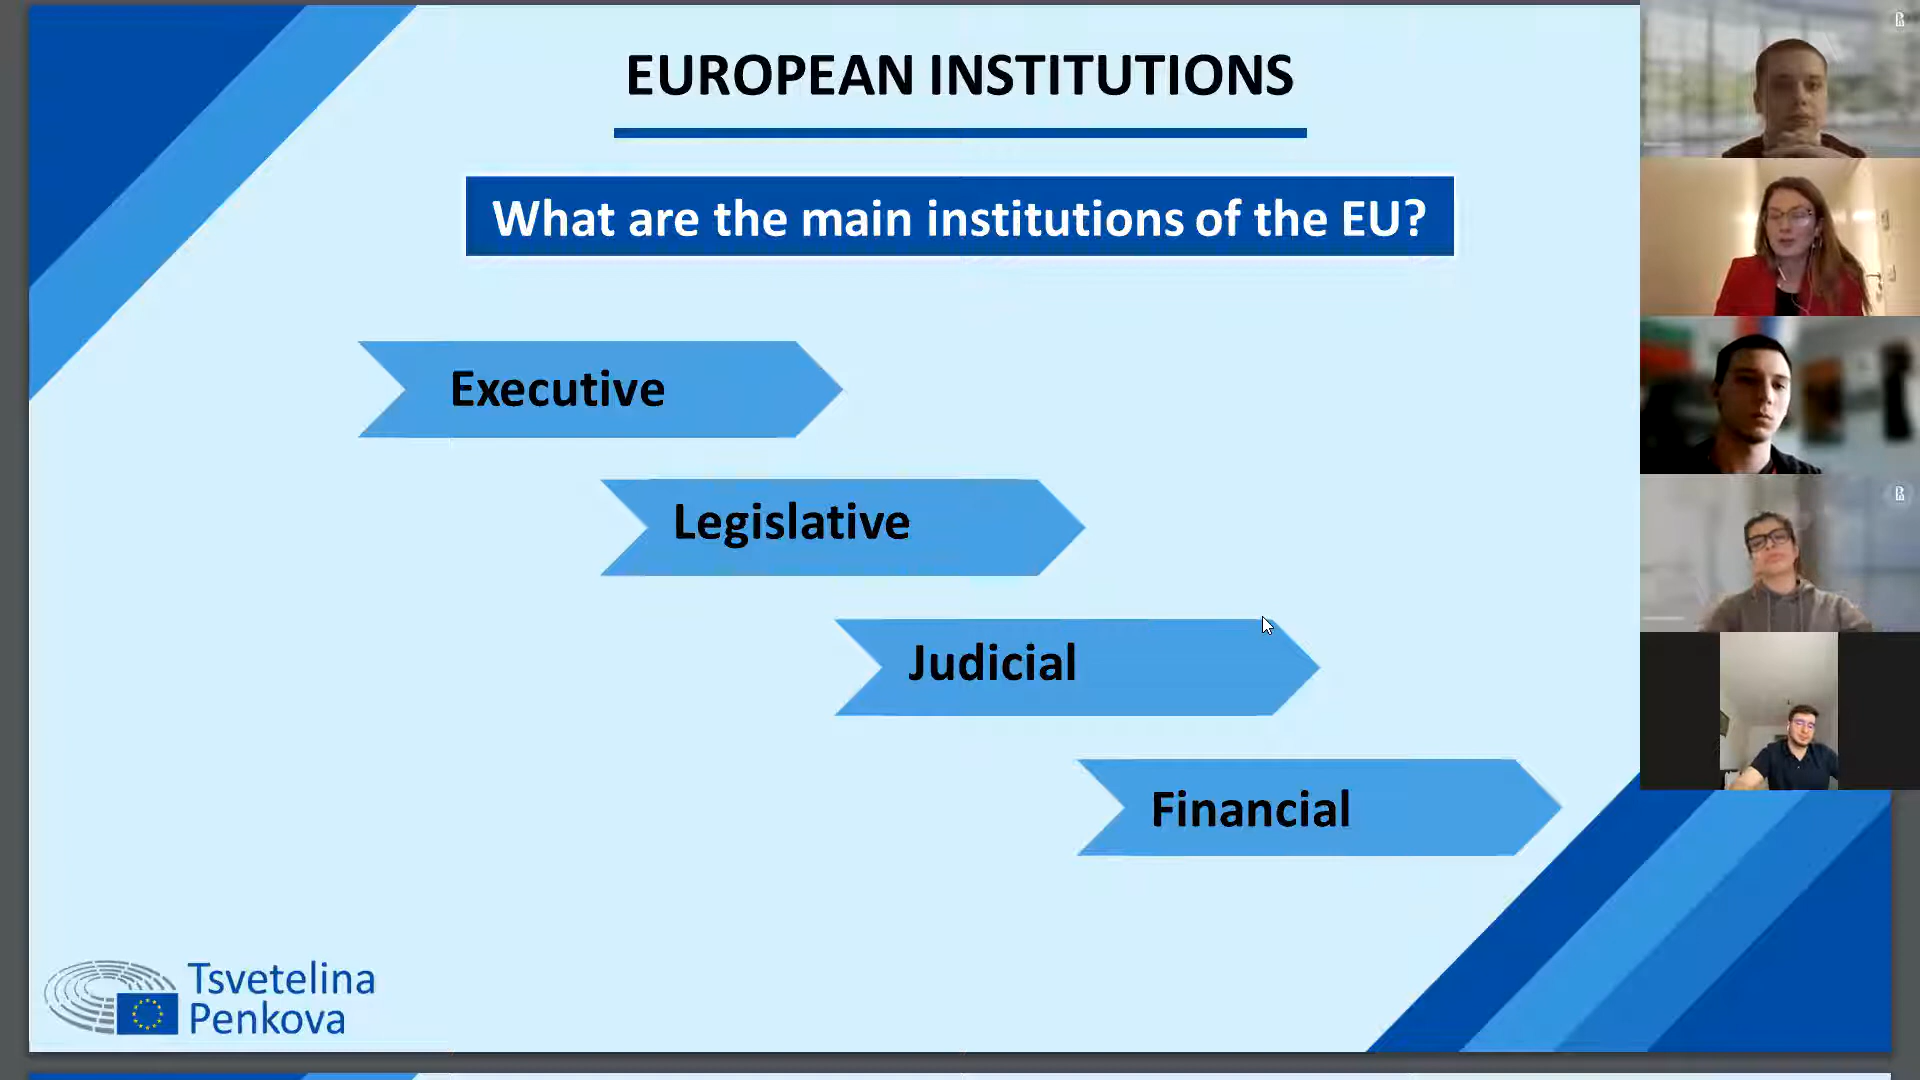 EUROPEAN INSTITUTIONS
What are the main institutions of the EU?
Executive
Legislative
Judicial
Financial
Tsvetelina
Penkova